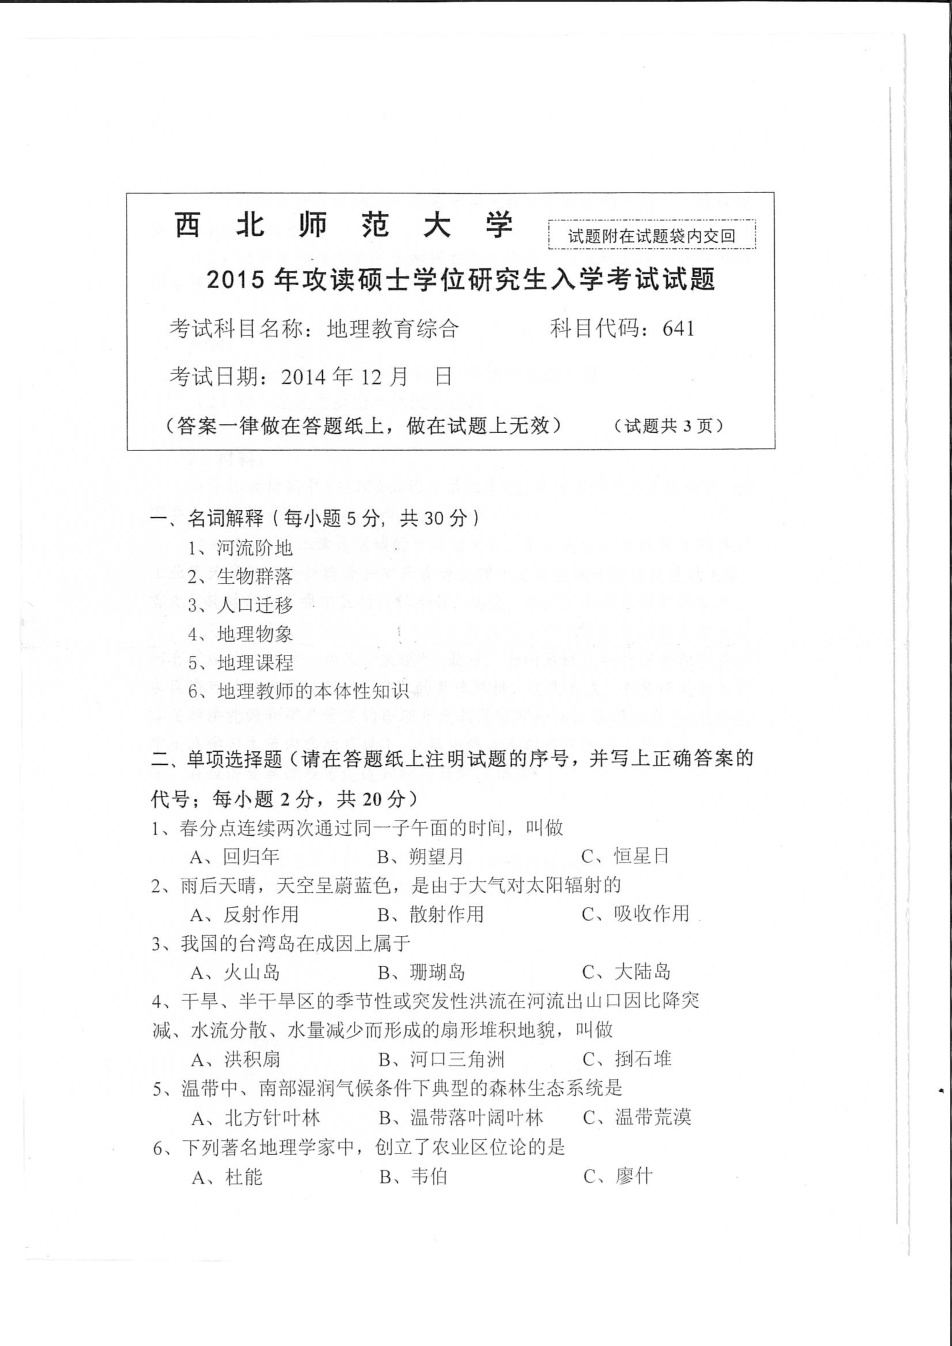 西 北 师 范 大 学
试题附在试题袋内交回
2015 年攻读硕士学位研究生入学考试试题
考试科目名称：地理教育综合 科目代码：641
考试日期：2014 年 12 月 日
（答案一律做在答题纸上，做在试题上无效） （试题共 3 页）
一、名词解释（每小题 5 分，共 30 分）
1、河流阶地
2、生物群落
3、人口迁移
4、地理物象
5、地理课程
6、地理教师的本体性知识
二、单项选择题（请在答题纸上注明试题的序号，并写上正确答案的
代号；每小题 2 分，共 20 分）
1、春分点连续两次通过同一子午面的时间，叫做
A、回归年 B、朔望月 C、恒星日
2、雨后天晴，天空呈蔚蓝色，是由于大气对太阳辐射的
A、反射作用 B、散射作用 C、吸收作用
3、我国的台湾岛在成因上属于
A、火山岛 B、珊瑚岛 C、大陆岛
4、干旱、半干旱区的季节性或突发性洪流在河流出山口因比降突
减、水流分散、水量减少而形成的扇形堆积地貌，叫做
A、洪积扇 B、河口三角洲 C、捯石堆
5、温带中、南部湿润气候条件下典型的森林生态系统是
A、北方针叶林 B、温带落叶阔叶林 C、温带荒漠
6、下列著名地理学家中，创立了农业区位论的是
A、杜能 B、韦伯 C、廖什